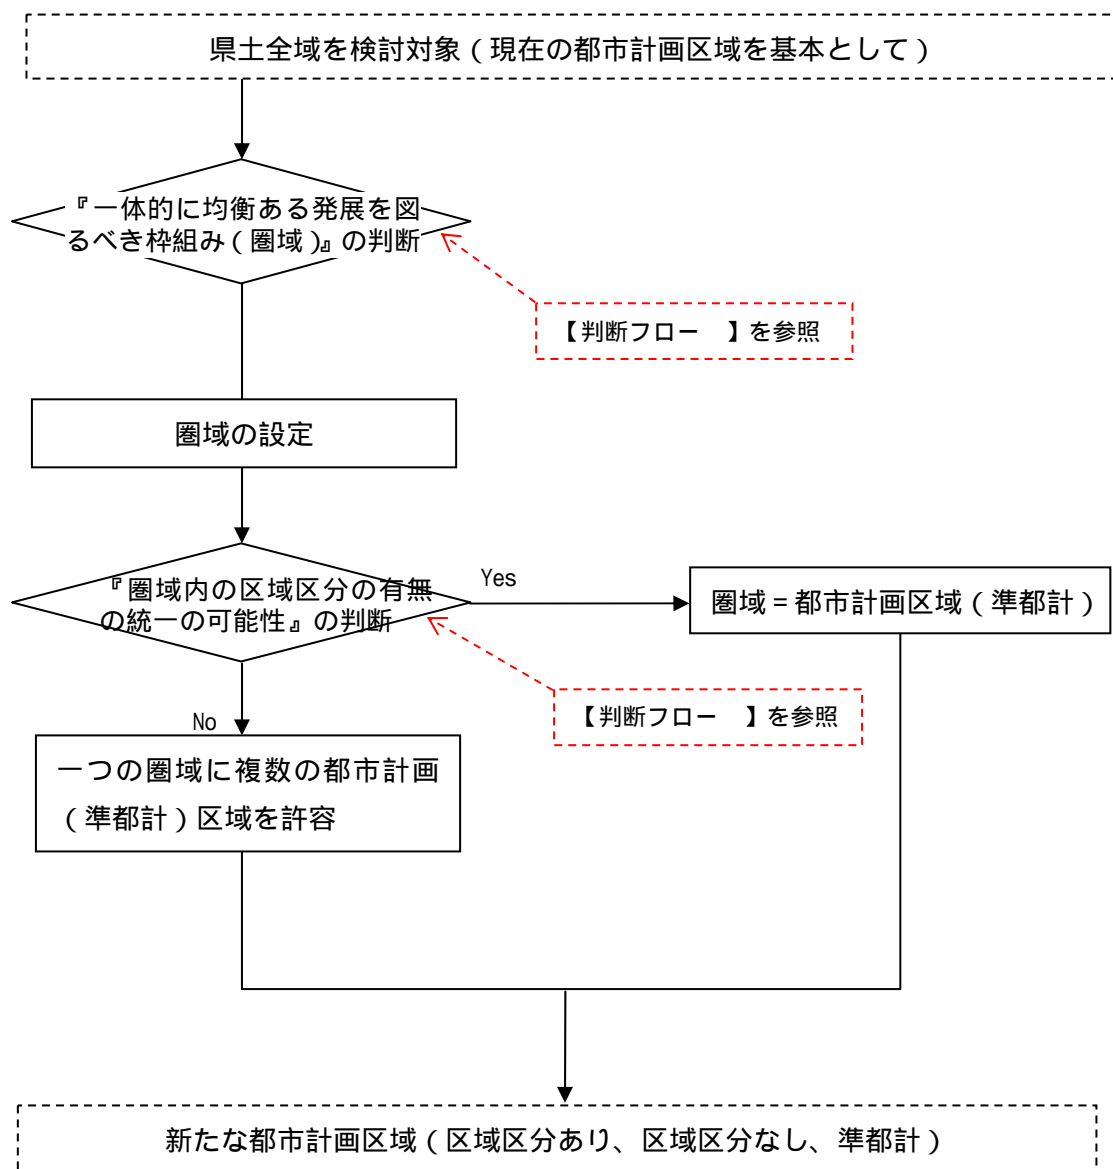 県土全域を検討対象（現在の都市計画区域を基本として）
『一体的に均衡ある発展を図
るべき枠組み（圏域）』の判断
【判断フロー　】を参照
圏域の設定
『圏域内の区域区分の有無
の統一の可能性』の判断
Yes
圏域＝都市計画区域（準都計）
【判断フロー　】を参照
No
一つの圏域に複数の都市計画
（準都計）区域を許容
新たな都市計画区域（区域区分あり、区域区分なし、準都計）